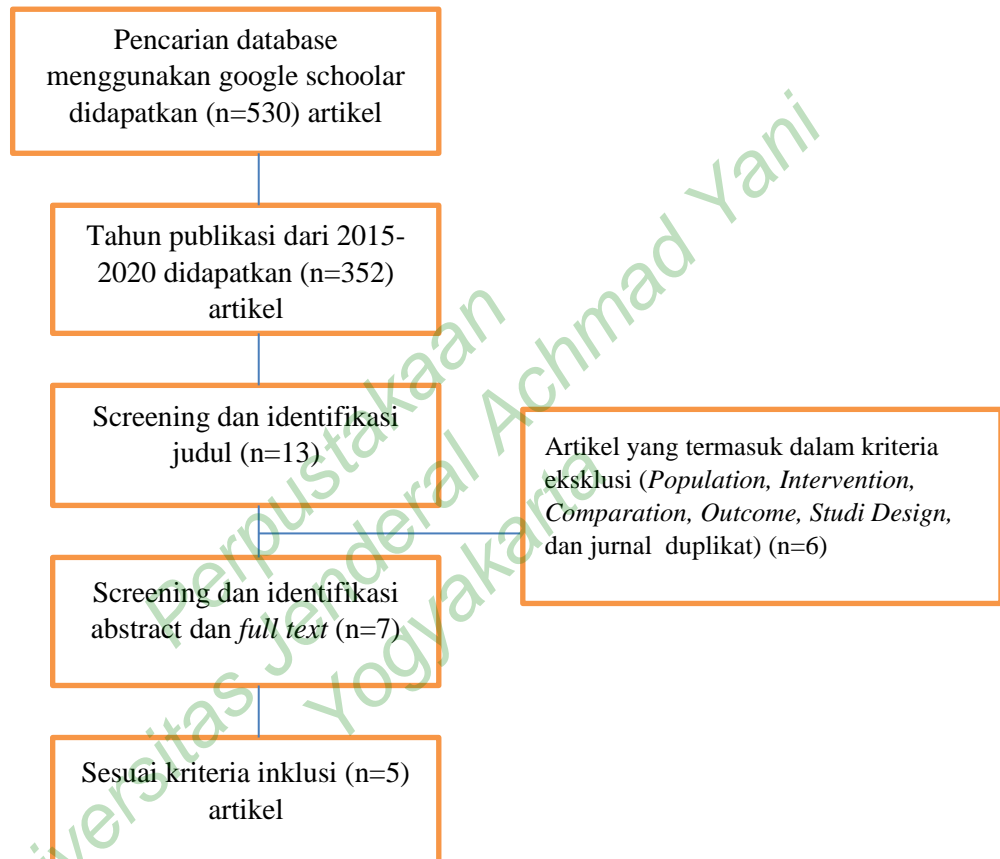 Pencarian database
menggunakan google schoolar
didapatkan (n=530) artikel
Tahun publikasi dari 2015-
2020 didapatkan (n=352)
artikel
Screening dan identifikasi
judul (n=13)
Artikel yang termasuk dalam kriteria
eksklusi (Population, Intervention,
Comparation, Outcome, Studi Design,
dan jurnal duplikat) (n=6)
Screening dan identifikasi
abstract dan full text (n=7)
Sesuai kriteria inklusi (n=5)
artikel
Perpustakaan
iversitas Jenderal Achmad Yani
Yogyakarta